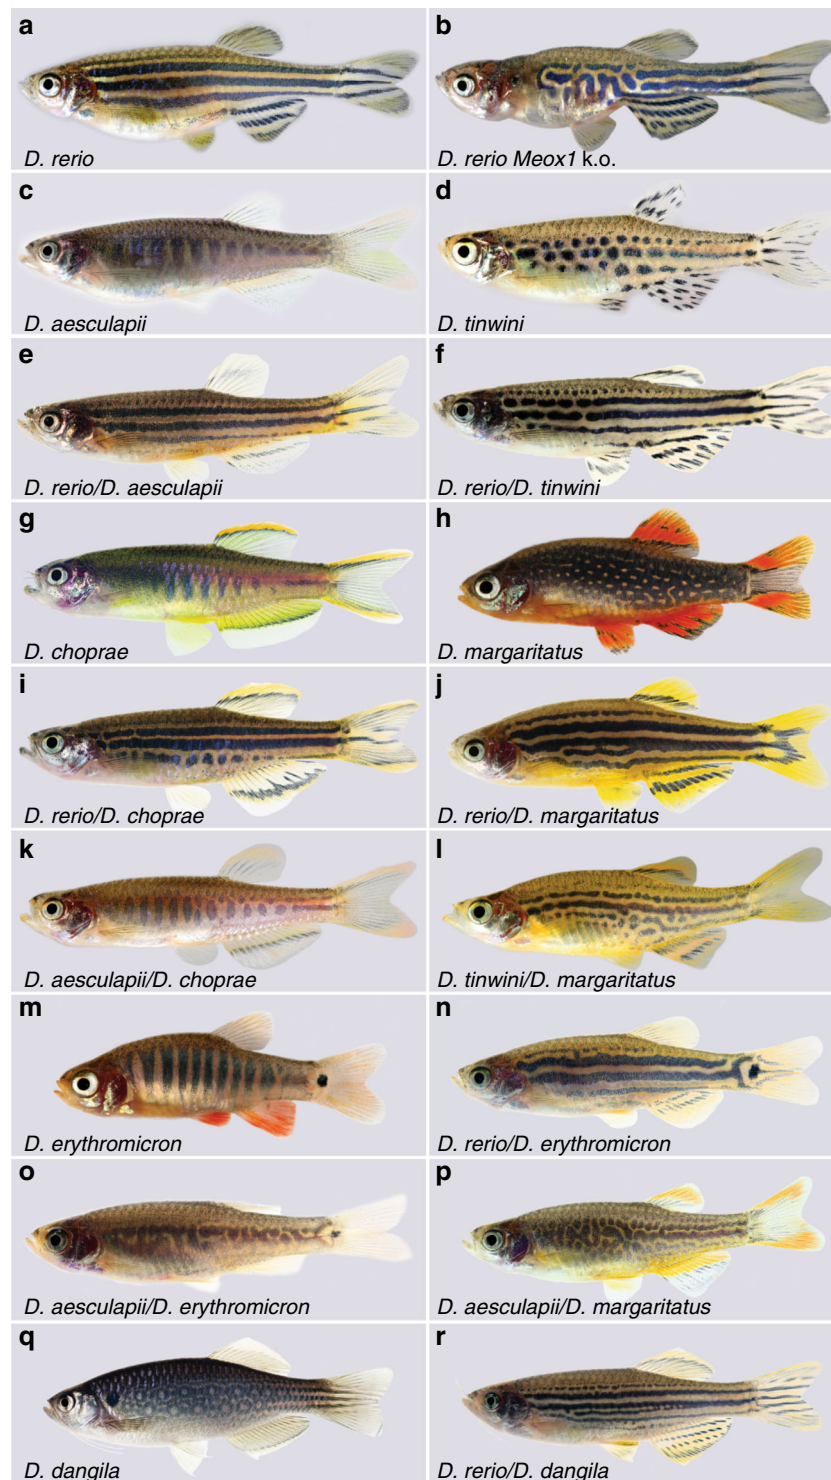 a
D. rerio
b
D. rerio Meox1 k.o.
c
D. aesculapii
d
D. tinwini
e
D. rerio/D. aesculapii
f
D. rerio/D. tinwini
g
D. choprae
h
D. margaritatus
i
D. rerio/D. choprae
j
D. rerio/D. margaritatus
k
D. aesculapii/D. choprae
l
D. tinwini/D. margaritatus
m
D. erythromicron
n
D. rerio/D. erythromicron
o
D. aesculapii/D. erythromicron
p
D. aesculapii/D. margaritatus
q
D. dangila
r
D. rerio/D. dangila